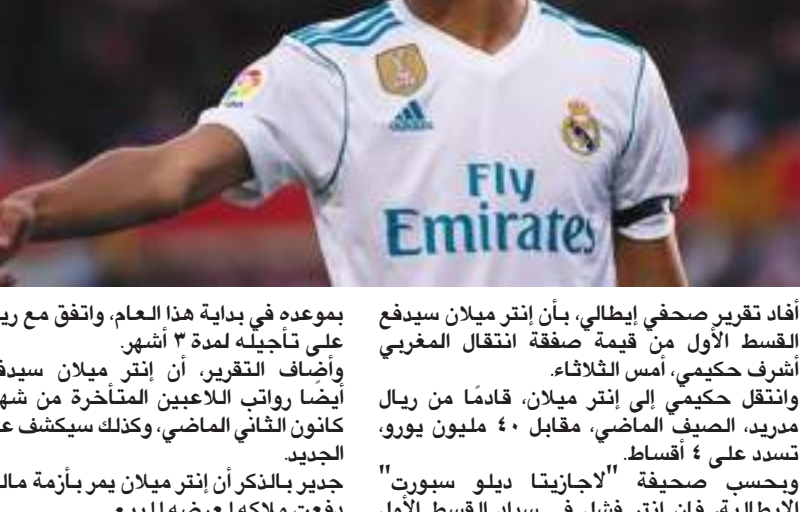 adidas
Fly
Emirates
أفاد تقرير صحفي إيطالي، بأن إنتر ميلان سيدفع
القسط الأول من قيمة صفقة انتقال المغربي
أشرف حكيمي، أمس الثلاثاء.
وانتقل حكيمي إلى إنتر ميلان، قادمًا من ريال
مدريد، الصيف الماضي، مقابل ٤٠ مليون يورو،
تسدد على ٤ أقساط.
وبحسب صحيفة "لاجازيتا ديلو سبورت"
الإيطالية، فإن إنتر فشل في سداد القسط الأول
بموعده في بداية هذا العام، واتفق مع
على تأجيله لمدة ٣ أشهر.
وأضاف التقرير، أن إنتر ميلان
أيضًا رواتب اللاعبين المتأخرة من
كانون الثاني الماضي، وكذلك سيكشف
الجديد.
جدير بالذكر أن إنتر ميلان يمر بأزمة
دفعت ملاكه لعرضه للبيع